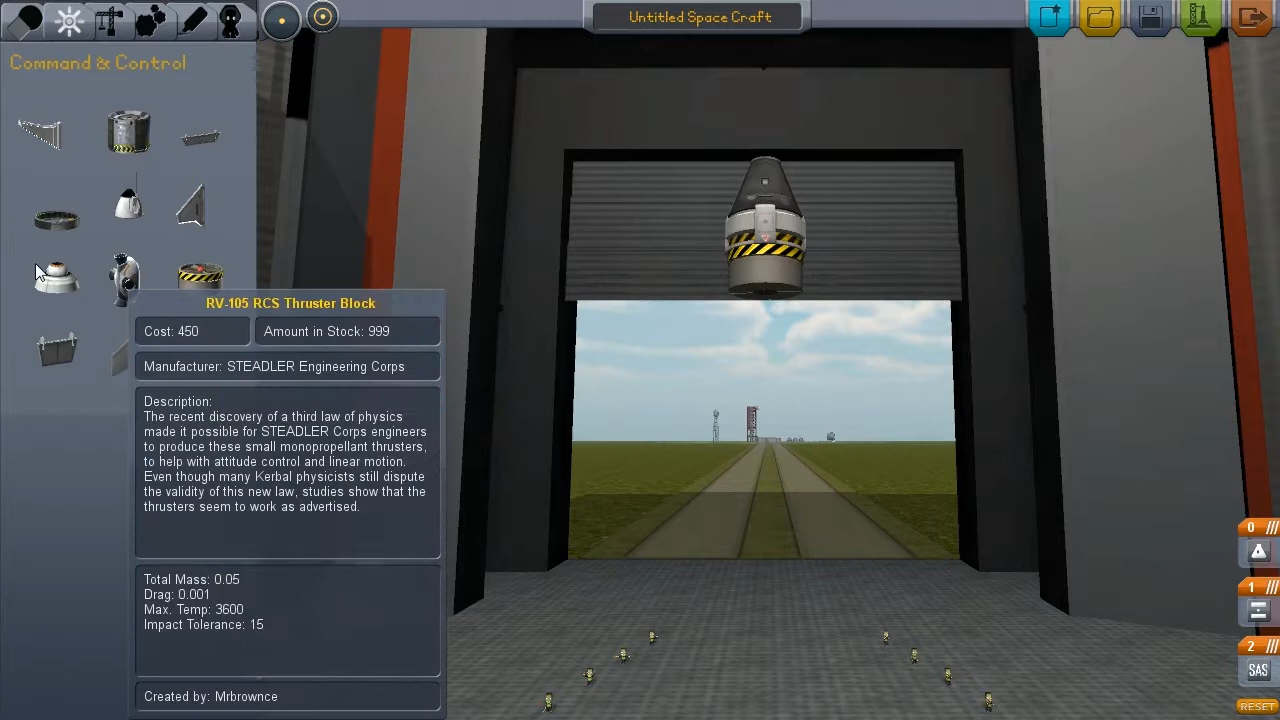 Untitled Space Craft
Command & Control
RV-105 RCS Thruster Block
Cost: 450
Amount in Stock: 999
Manufacturer: STEADLER Engineering Corps
Description:
The recent discovery of a third law of physics
made it possible for STEADLER Corps engineers
to produce these small monopropellant thrusters,
to help with attitude control and linear motion.
Even though many Kerbal physicists still dispute
the validity of this new law, studies show that the
thrusters seem to work as advertised.
Total Mass: 0.05
Drag: 0.001
Max. Temp: 3600
Impact Tolerance: 15
Created by: Mrbrownce
0
1
2
SAS
RESET